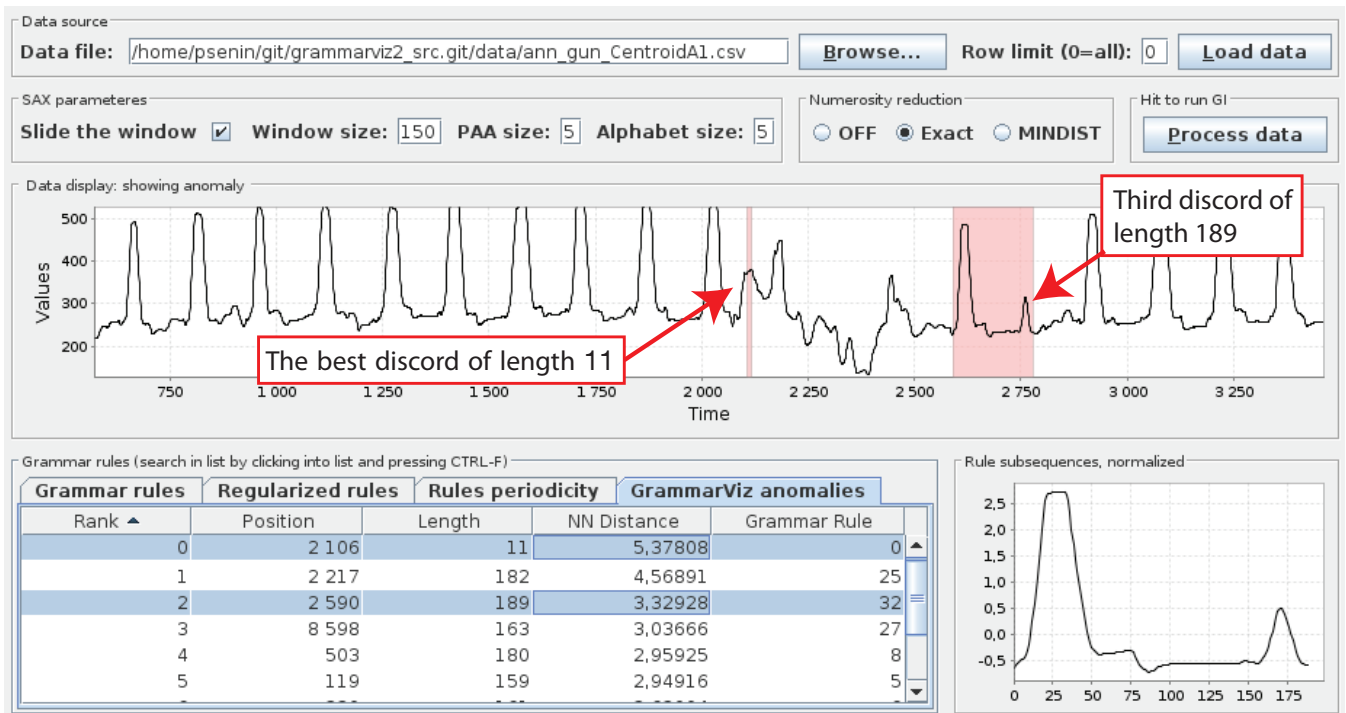 Data source
Data file: /home/psenin/git/grammarviz2_src.git/data/ann_gun_CentroidA1.csv Browse... Row limit (0=all): 0 Load data
SAX parameteres Numerosity reduction Hit to run GI
Slide the window Window size: 150 PAA size: 5 Alphabet size: 5 OFF Exact MINDIST Process data
Data display: showing anomaly
Third discord of
length 189
500
400
300
200
Values
The best discord of length 11
750 1 000 1 250 1 500 1 750 2 000 2 250 2 500 2 750 3 000 3 250
Time
Grammar rules (search in list by clicking into list and pressing CTRL-F)
Grammar rules Regularized rules Rules periodicity GrammarViz anomalies
Rank Position Length NN Distance Grammar Rule
0 2 106 11 5,37808 0
1 2 217 182 4,56891 25
2 2 590 189 3,32928 32
3 8 598 163 3,03666 27
4 503 180 2,95925 8
5 119 159 2,94916 5
Rule subsequences, normalized
2,5
2,0
1,5
1,0
0,5
0,0
-0,5
0 25 50 75 100 125 150 175